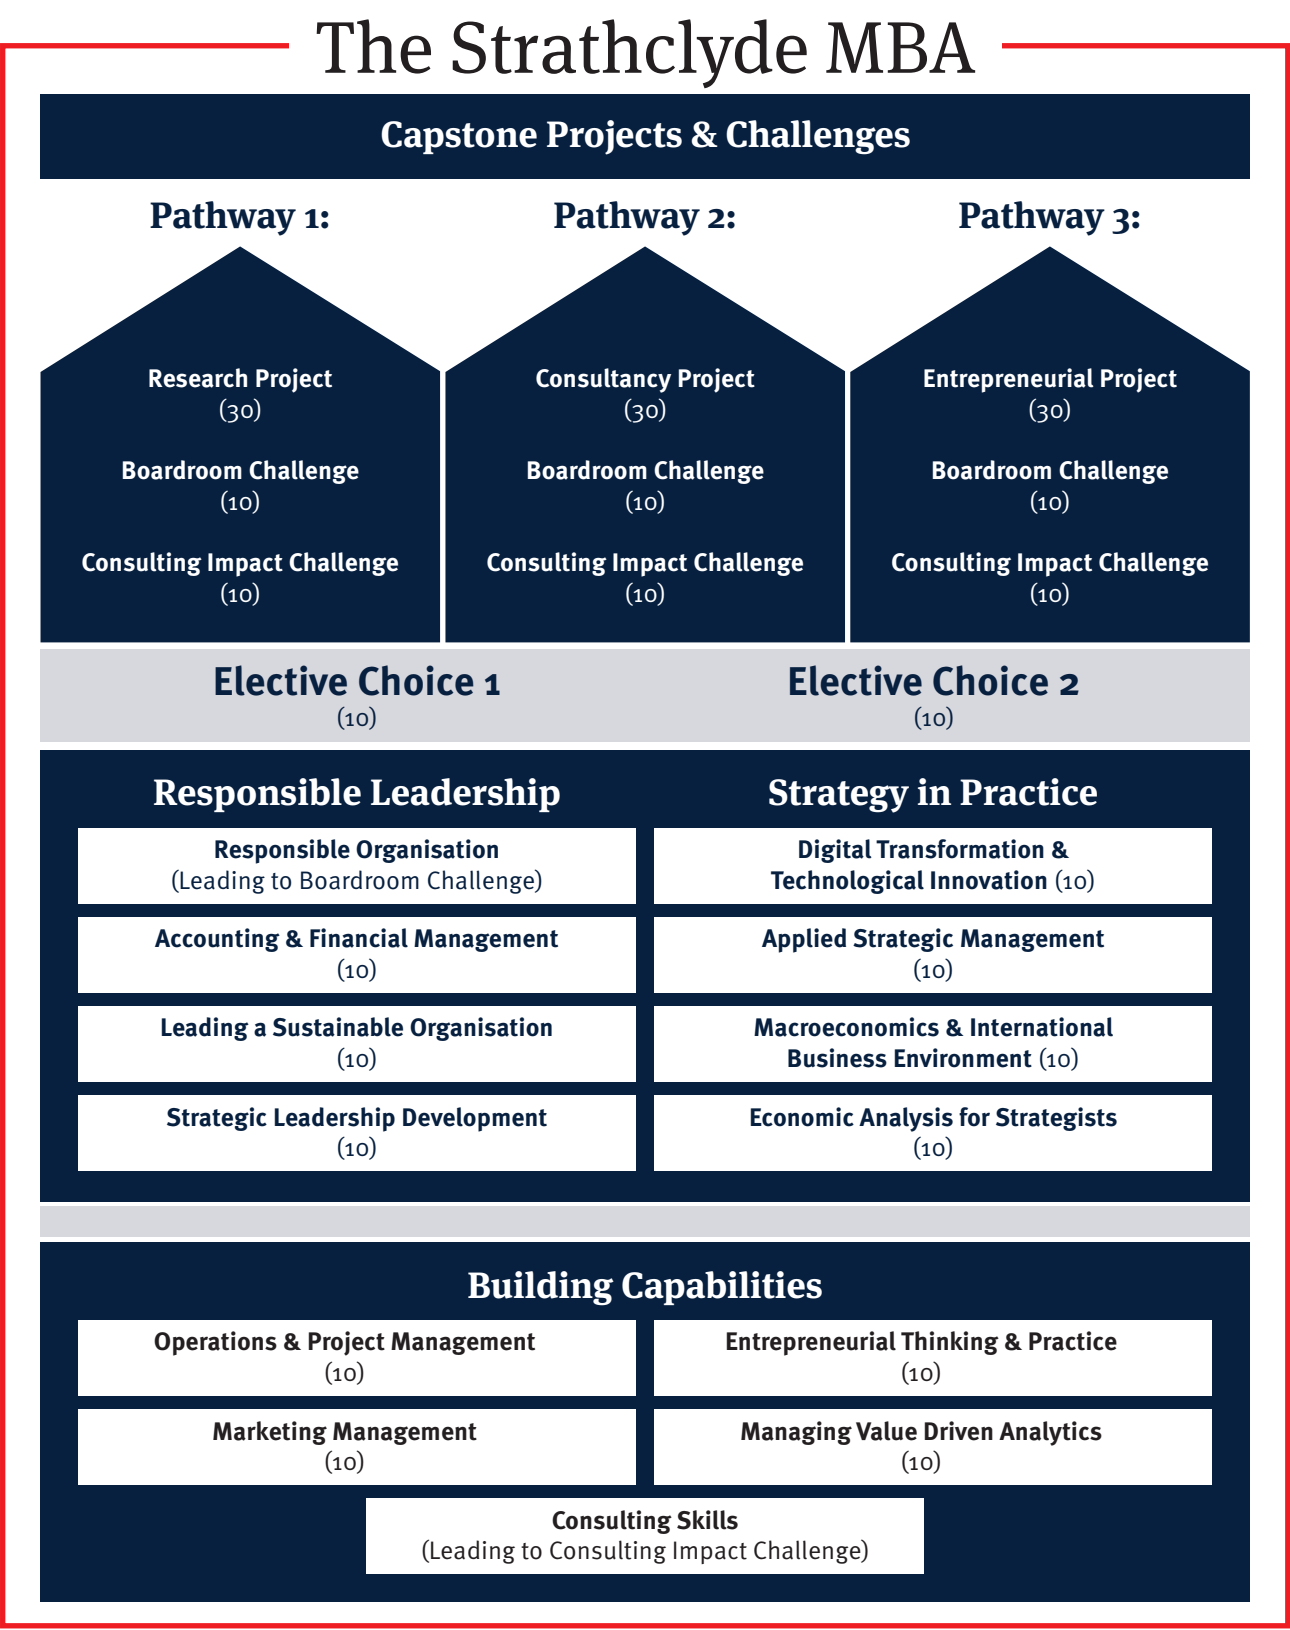 The Strathclyde MBA
Capstone Projects & Challenges
Pathway 1:
Research Project
(30)
Boardroom Challenge
(10)
Consulting Impact Challenge
(10)
Pathway 2:
Consultancy Project
(30)
Boardroom Challenge
(10)
Consulting Impact Challenge
(10)
Pathway 3:
Entrepreneurial Project
(30)
Boardroom Challenge
(10)
Consulting Impact Challenge
(10)
Elective Choice 1
(10)
Elective Choice 2
(10)
Responsible Leadership
Responsible Organisation
(Leading to Boardroom Challenge)
Accounting & Financial Management
(10)
Leading a Sustainable Organisation
(10)
Strategic Leadership Development
(10)
Strategy in Practice
Digital Transformation &
Technological Innovation (10)
Applied Strategic Management
(10)
Macroeconomics & International
Business Environment (10)
Economic Analysis for Strategists
(10)
Building Capabilities
Operations & Project Management
(10)
Entrepreneurial Thinking & Practice
(10)
Marketing Management
(10)
Managing Value Driven Analytics
(10)
Consulting Skills
(Leading to Consulting Impact Challenge)